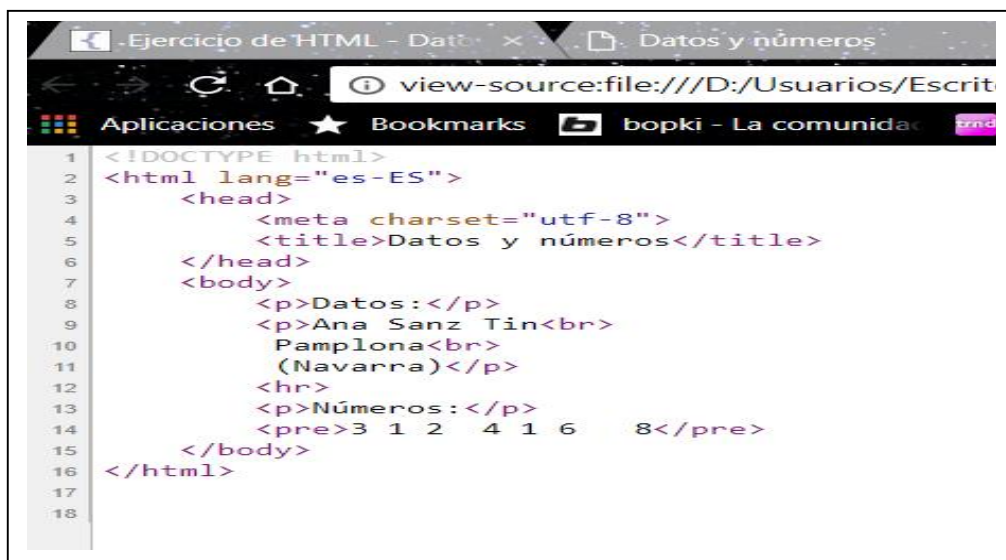 Ejercicio de HTML - Dato
Datos y números
view-source:file:///D:/Usuarios/Escrit
Aplicaciones Bookmarks bopki - La comunida trnd
1 <!DOCTYPE html>
2 <html lang="es-ES">
3 <head>
4 <meta charset="utf-8">
5 <title>Datos y números</title>
6 </head>
7 <body>
8 <p>Datos:</p>
9 <p>Ana Sanz Tin<br>
10 Pamplona<br>
11 (Navarra)</p>
12 <hr>
13 <p>Números:</p>
14 <pre>3 1 2  4 1 6   8</pre>
15 </body>
16 </html>
17
18